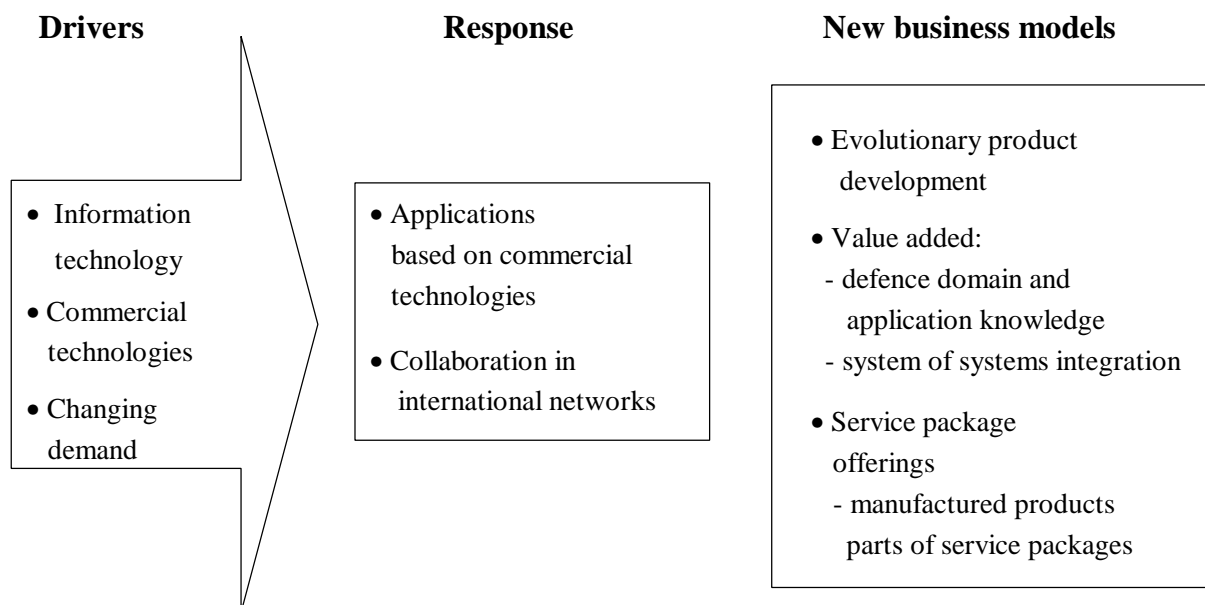 Drivers
Response
New business models
• Information
technology
• Commercial
technologies
• Changing
demand
• Applications
based on commercial
technologies
• Collaboration in
international networks
• Evolutionary product
development
• Value added:
- defence domain and
application knowledge
- system of systems integration
• Service package
offerings
- manufactured products
parts of service packages